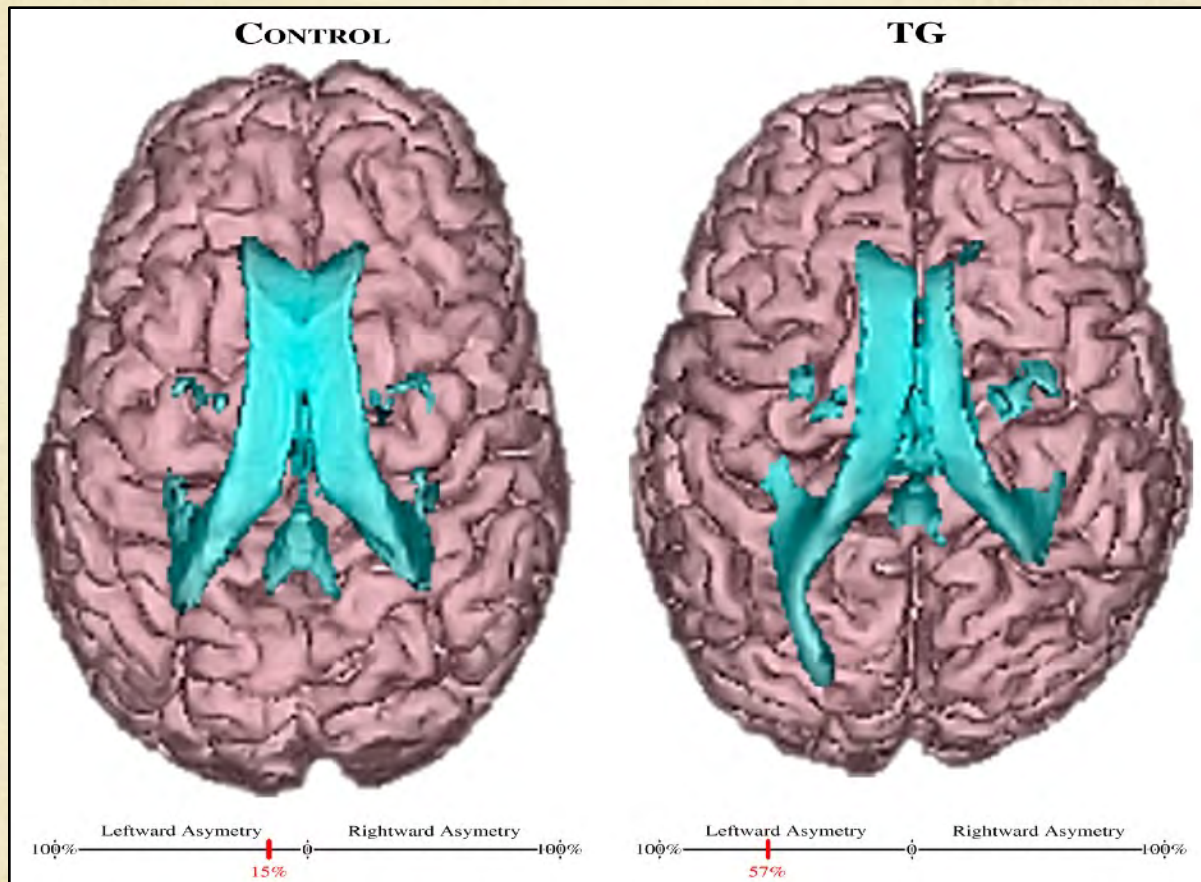 CONTROL
TG
Leftward Asymetry
Rightward Asymetry
100%
0
100%
15%
Leftward Asymetry
Rightward Asymetry
100%
0
100%
57%